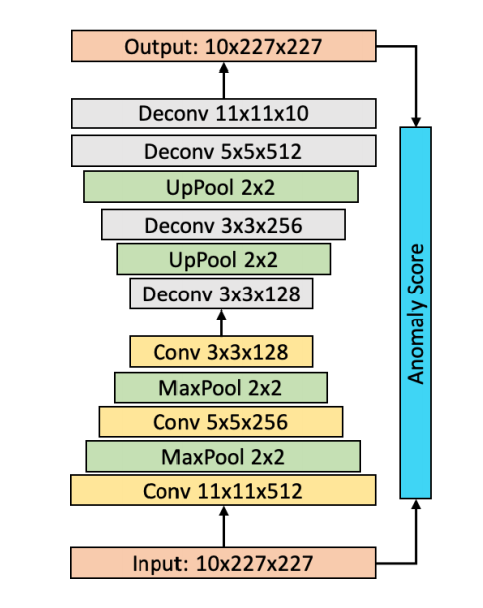 Output: 10x227x227
Deconv 11x11x10
Deconv 5x5x512
UpPool 2x2
Deconv 3x3x256
UpPool 2x2
Deconv 3x3x128
Conv 3x3x128
MaxPool 2x2
Conv 5x5x256
MaxPool 2x2
Conv 11x11x512
Input: 10x227x227
Anomaly Score